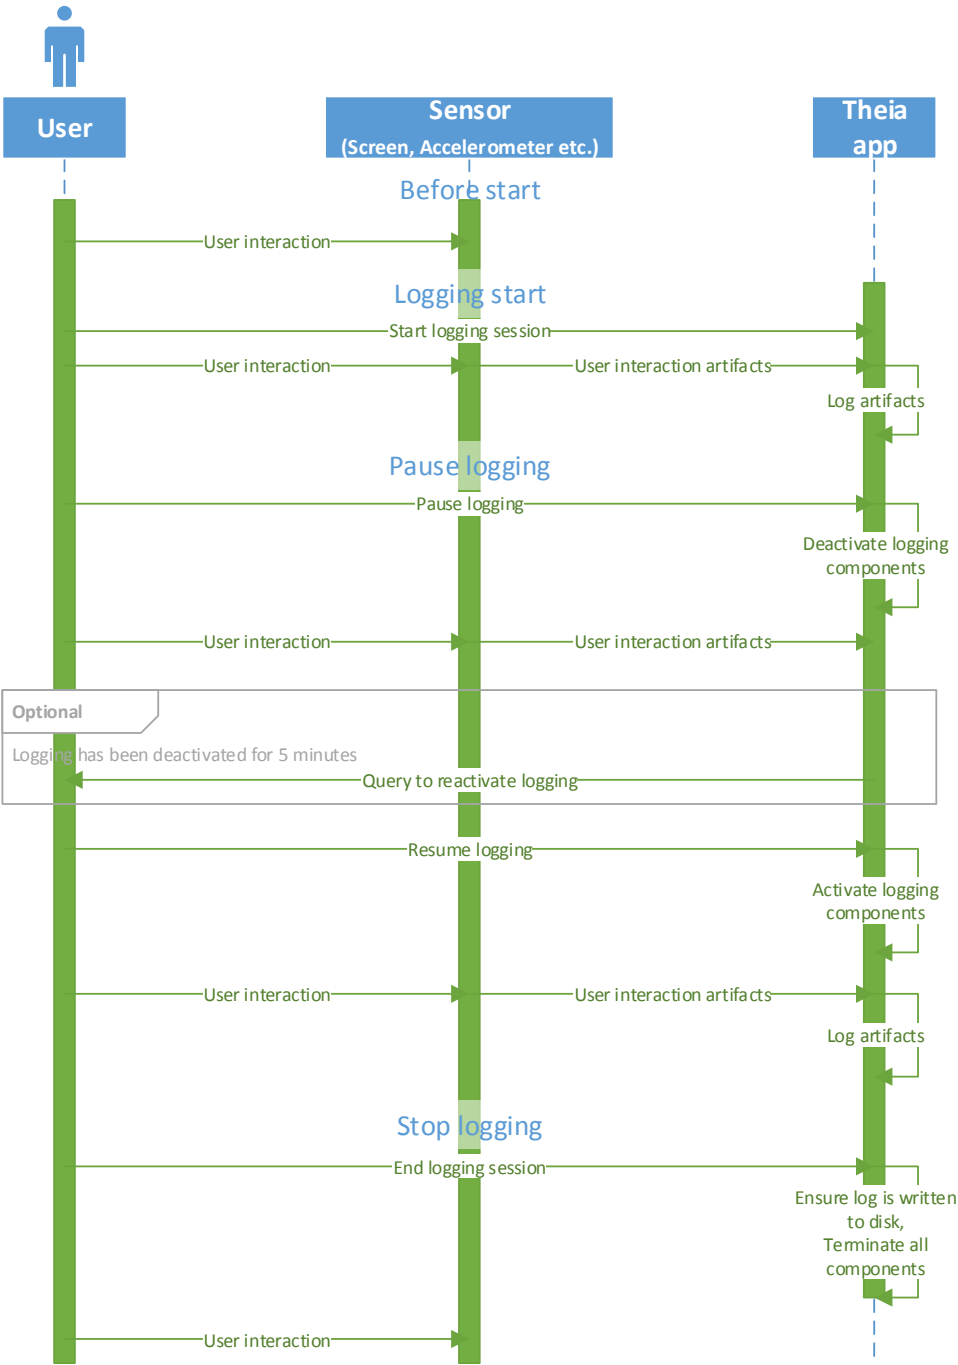 User
Sensor
(Screen, Accelerometer etc.)
Theia
app
Before start
User interaction
Logging start
Start logging session
User interaction
User interaction artifacts
Log artifacts
Pause logging
Pause logging
Deactivate logging
components
User interaction
User interaction artifacts
Optional
Logging has been deactivated for 5 minutes
Query to reactivate logging
Resume logging
Activate logging
components
User interaction
User interaction artifacts
Log artifacts
Stop logging
End logging session
Ensure log is written
to disk,
Terminate all
components
User interaction